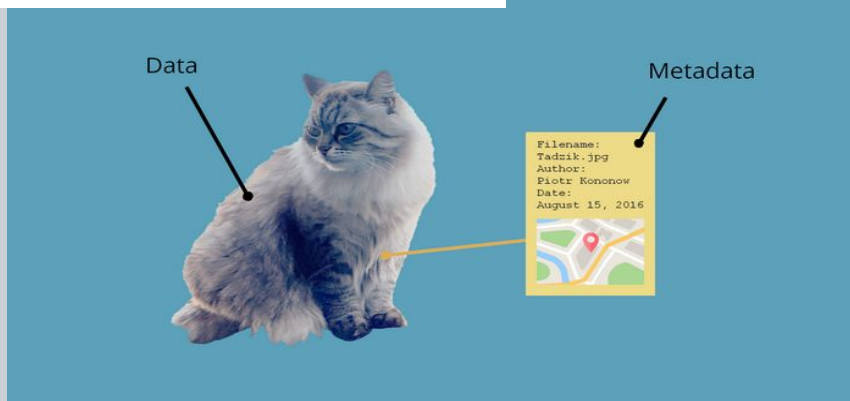 Data
Metadata
Filename:
Tadzik.jpg
Author:
Piotr Kononow
Date:
August 15, 2016